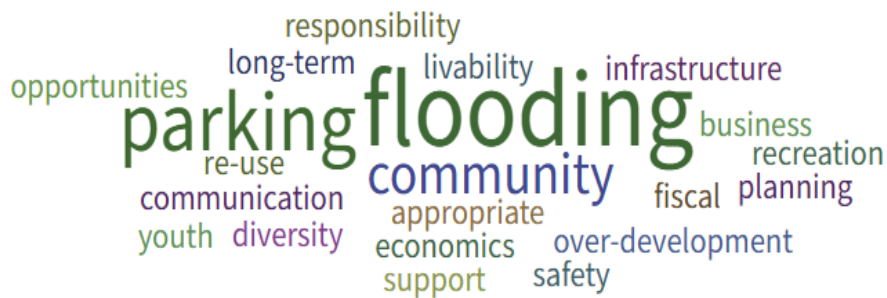 responsibility
long-term livability infrastructure
opportunities
parking flooding business
re-use community recreation
communication fiscal planning
appropriate
youth diversity economics over-development
support safety